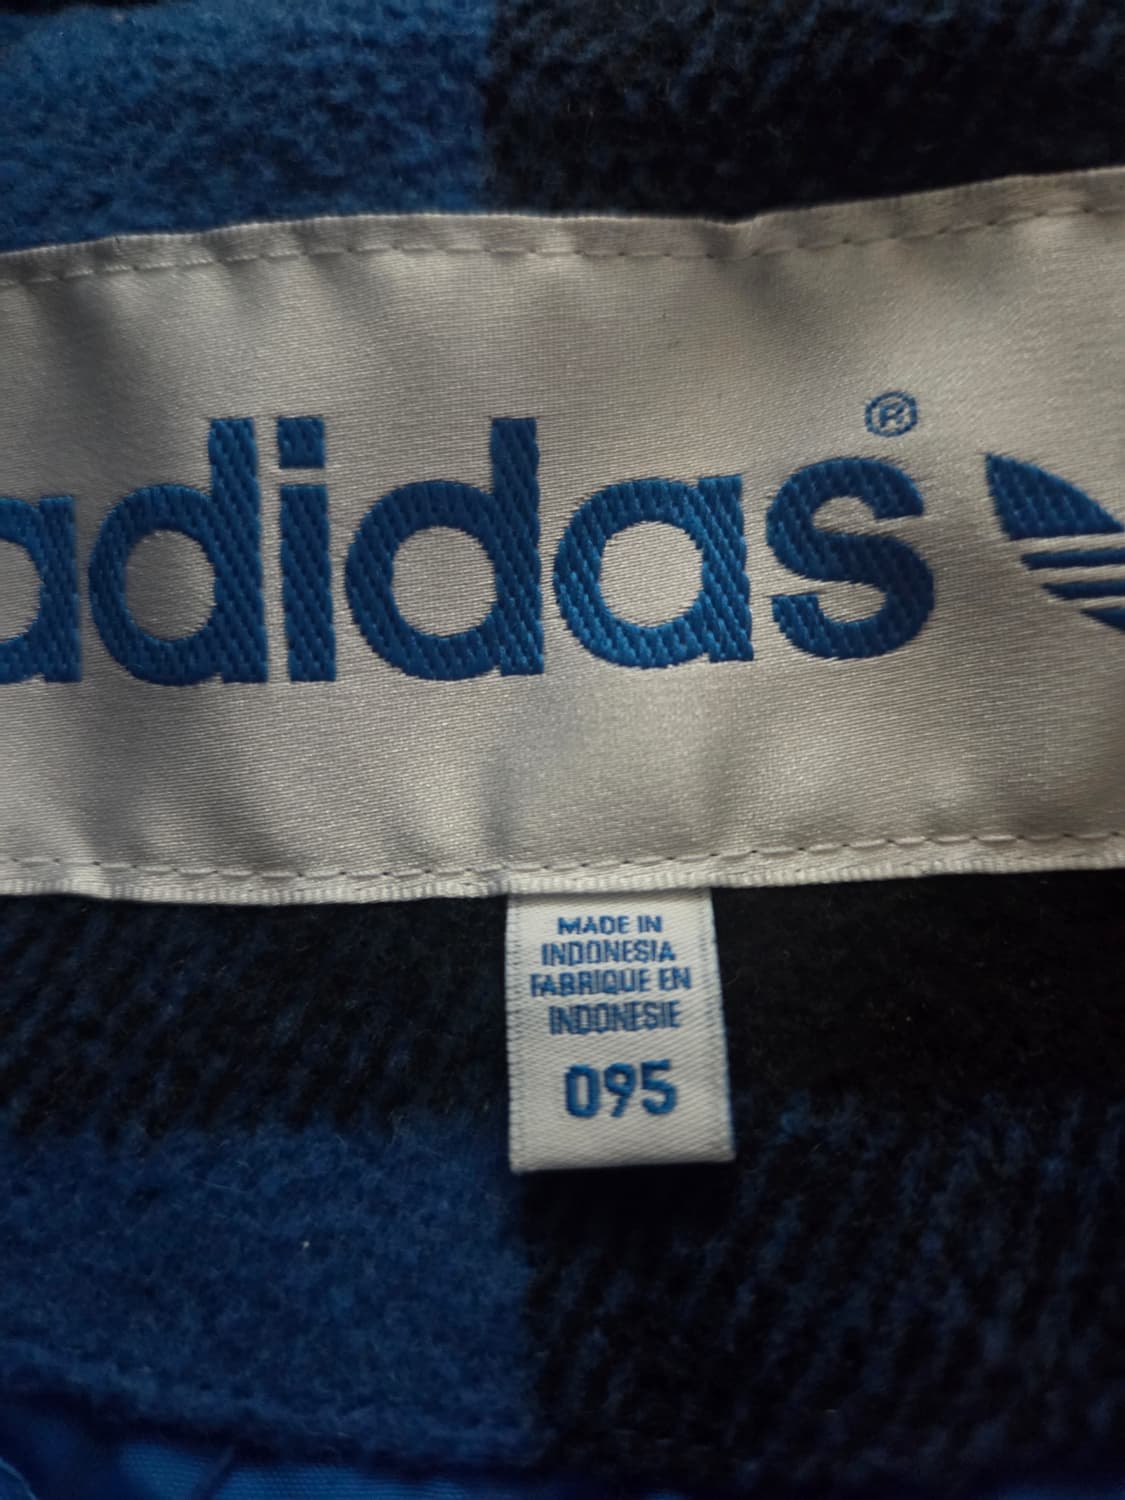 adidas®
MADE IN
INDONESIA
FABRIQUE EN
INDONESIE
095